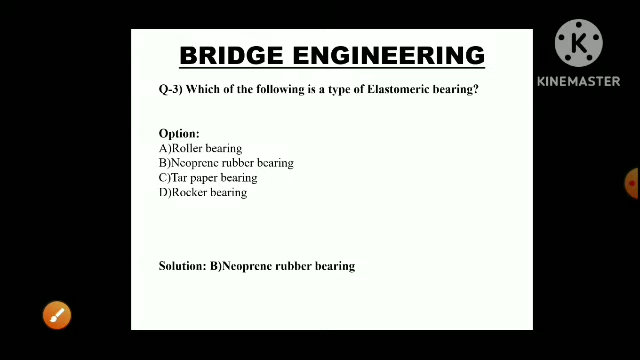 BRIDGE ENGINEERING
Q-3) Which of the following is a type of Elastomeric bearing?
Option:
A)Roller bearing
B)Neoprene rubber bearing
C)Tar paper bearing
D)Rocker bearing
Solution: B)Neoprene rubber bearing
K
KINEMASTER